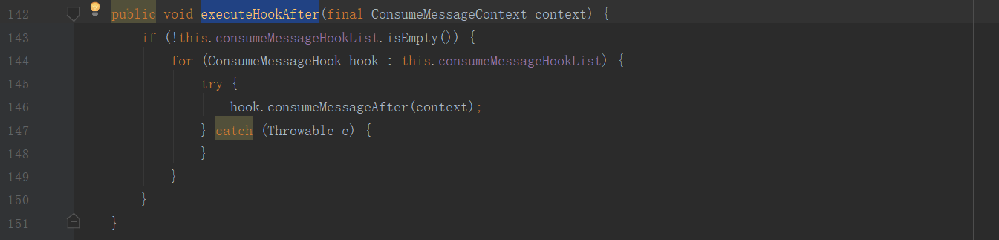 142 public void executeHookAfter(final ConsumeMessageContext context) {
143 if (!this.consumeMessageHookList.isEmpty()) {
144 for (ConsumeMessageHook hook : this.consumeMessageHookList) {
145 try {
146 hook.consumeMessageAfter(context);
147 } catch (Throwable e) {
148 }
149 }
150 }
151 }